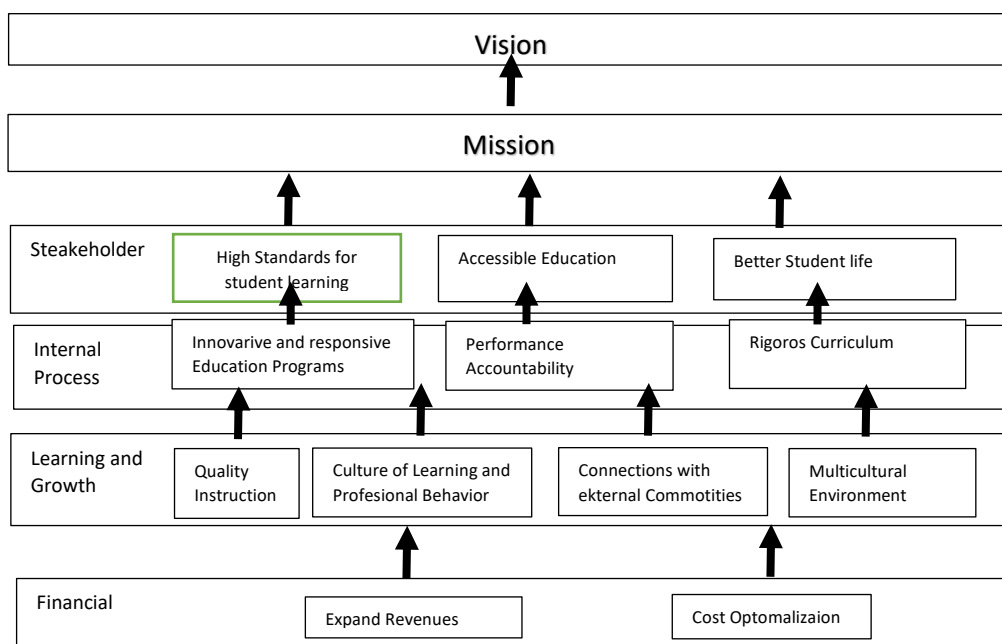 Vision
Mission
Steakholder
High Standards for
student learning
Accessible Education
Better Student life
Internal
Process
Innovarive and responsive
Education Programs
Performance
Accountability
Rigoros Curriculum
Learning and
Growth
Quality
Instruction
Culture of Learning and
Profesional Behavior
Connections with
ekternal Commotities
Multicultural
Environment
Financial
Expand Revenues
Cost Optomalizaion